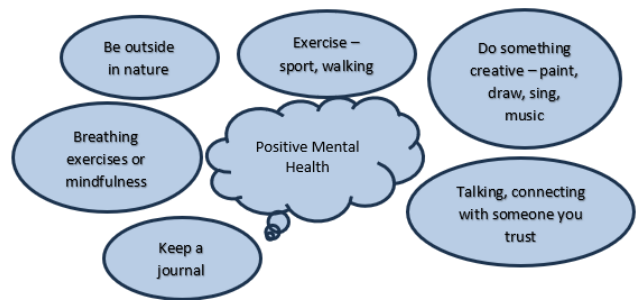 Be outside
in nature
Exercise –
sport, walking
Do something
creative – paint,
draw, sing,
music
Breathing
exercises or
mindfulness
Positive Mental
Health
Talking, connecting
with someone you
trust
Keep a
journal